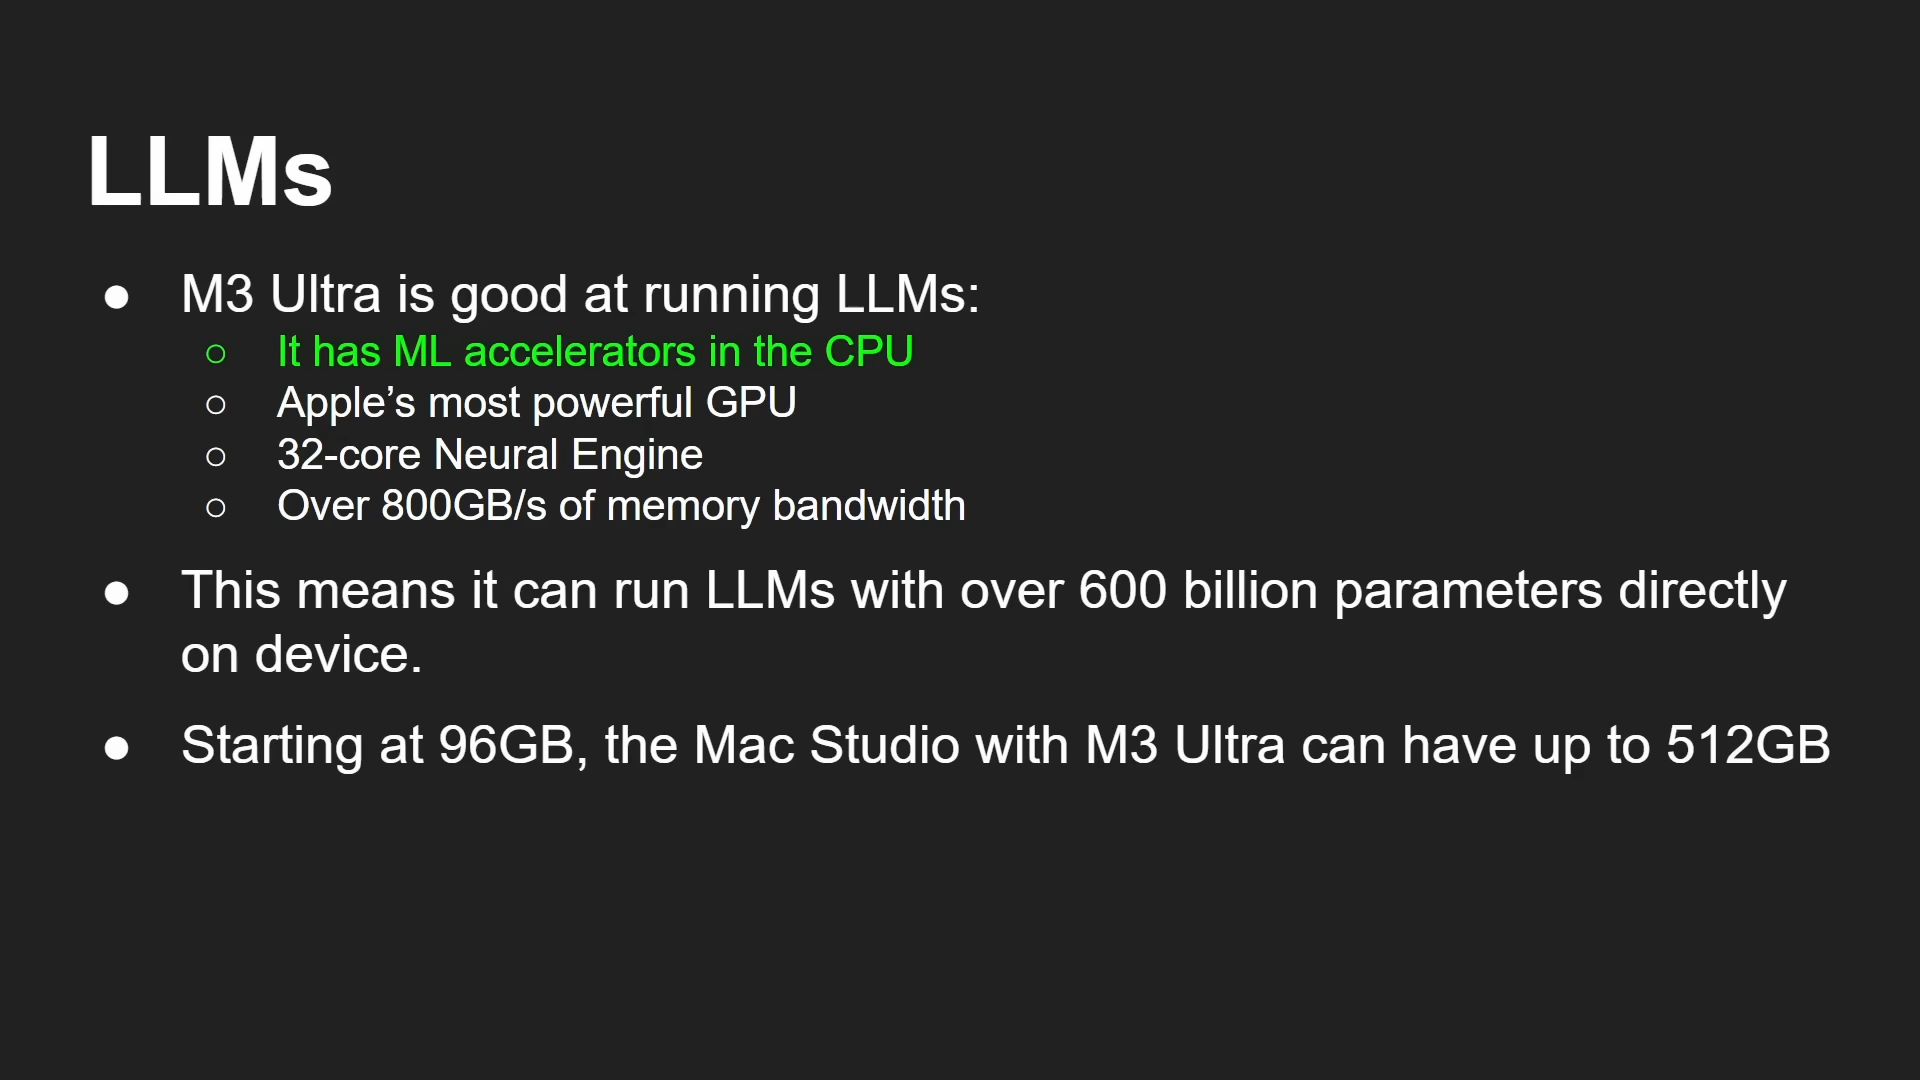 LLMs
● M3 Ultra is good at running LLMs:
○ It has ML accelerators in the CPU
○ Apple’s most powerful GPU
○ 32-core Neural Engine
○ Over 800GB/s of memory bandwidth
● This means it can run LLMs with over 600 billion parameters directly
on device.
● Starting at 96GB, the Mac Studio with M3 Ultra can have up to 512GB